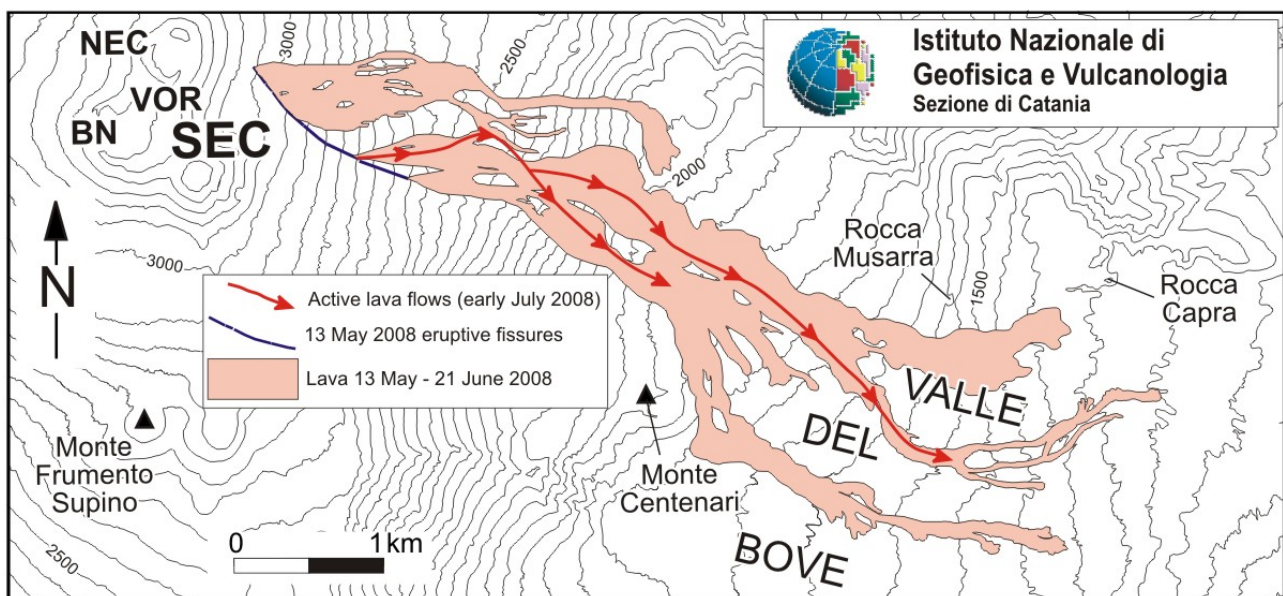 NEC
VOR
BN
SEC
3000
2500
Istituto Nazionale di
Geofisica e Vulcanologia
Sezione di Catania
2000
N
3000
Active lava flows (early July 2008)
13 May 2008 eruptive fissures
Lava 13 May - 21 June 2008
Rocca
Musarra
1500
Rocca
Capra
Monte
Frumento
Supino
2500
0 1km
Monte
Centenari
VALLE
DEL
BOVE